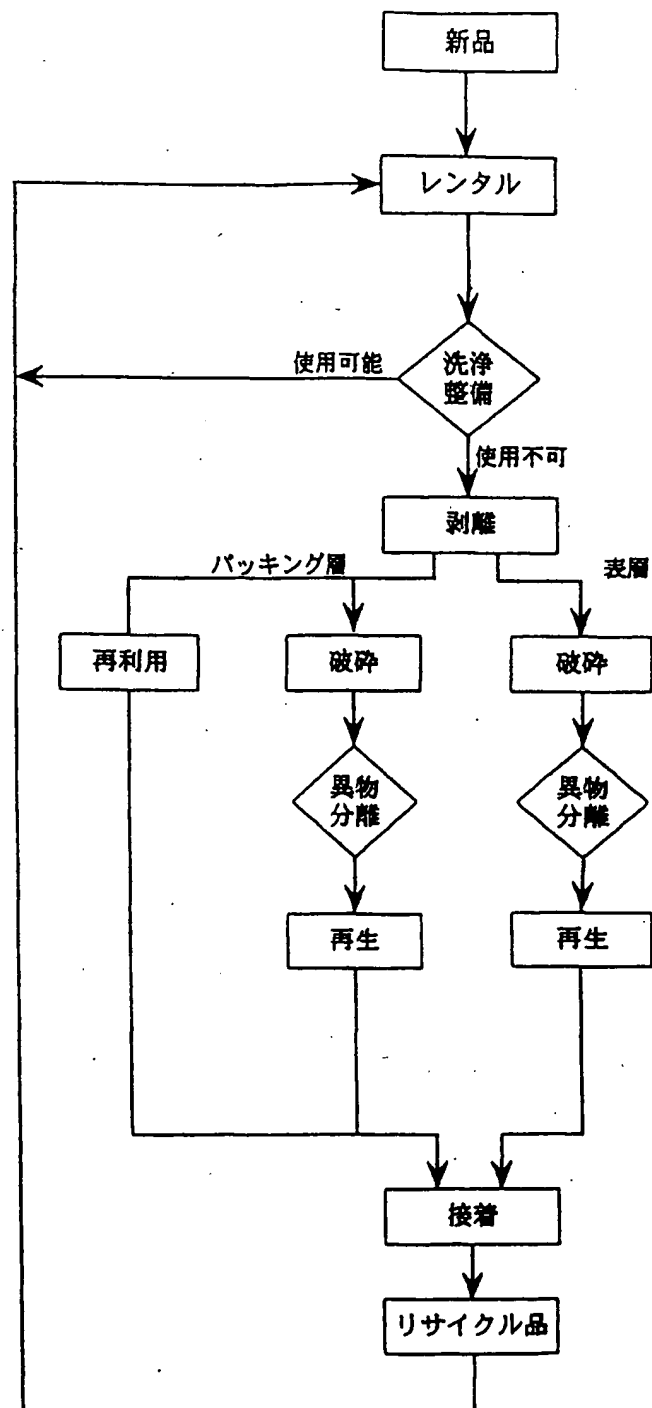 新品
レンタル
洗浄
整備
使用可能
使用不可
剥離
パッキング層
表層
再利用
破砕
破砕
異物
分離
異物
分離
再生
再生
接着
リサイクル品